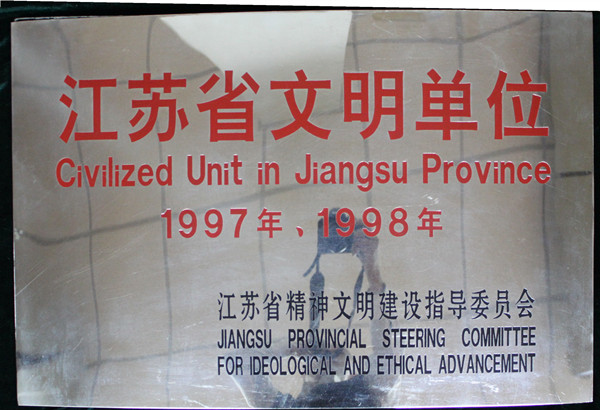 江苏省文明单位
Civilized Unit in Jiangsu Province
1997年、1998年
江苏省精神文明建设指导委员会
JIANGSU PROVINCIAL STEERING COMMITTEE
FOR IDEOLOGICAL AND ETHICAL ADVANCEMENT